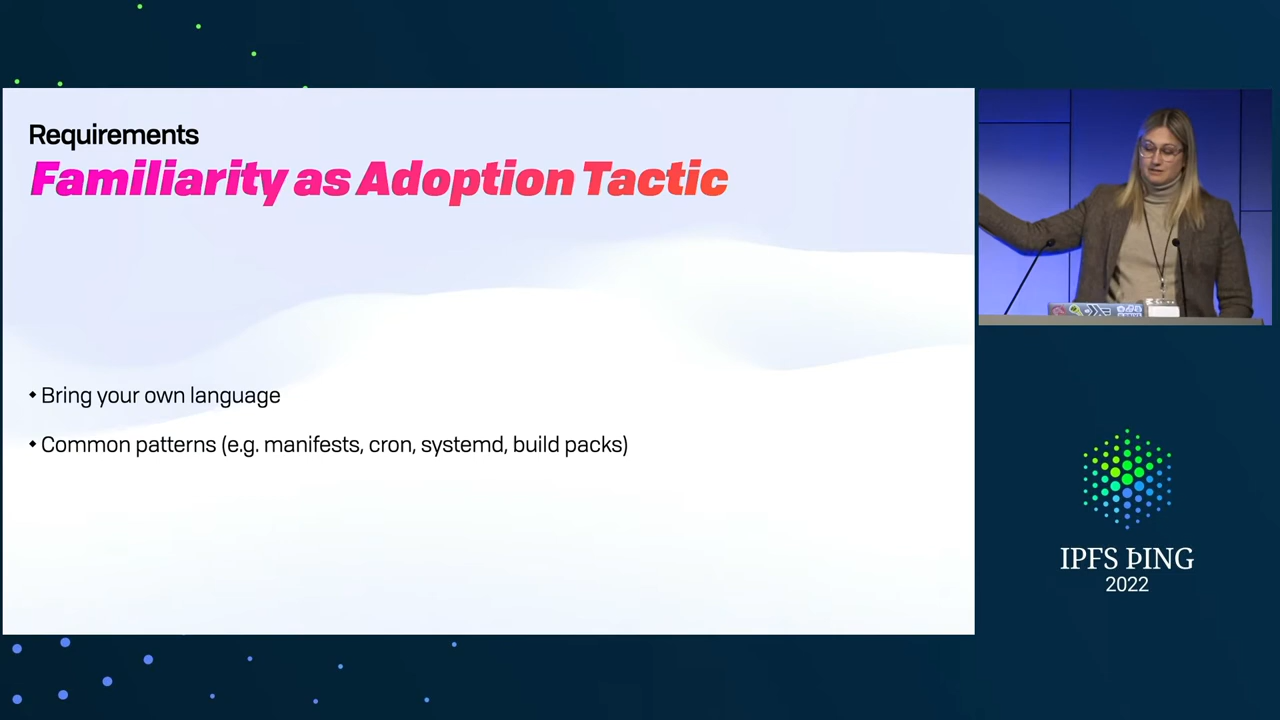 Requirements
Familiarity as Adoption Tactic
• Bring your own language
• Common patterns (e.g. manifests, cron, systemd, build packs)
IPFS ÞING
2022